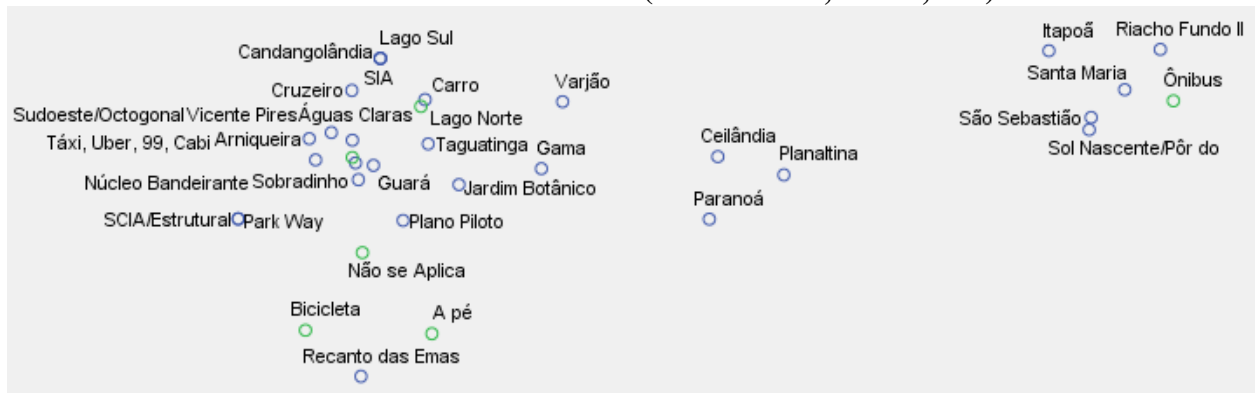 Itapoã Riacho Fundo II
Lago Sul
Candangolândia
Santa Maria Ônibus
SIA Carro Varjão
Cruzeiro
Sudoeste/Octogonal Vicente Pires Águas Claras Lago Norte São Sebastião
Táxi, Uber, 99, Cabi Arniqueira Taguatinga Gama Ceilândia Planaltina Sol Nascente/Pôr do
Núcleo Bandeirante Sobradinho Guará Jardim Botânico
Paranoá
SCIA/Estrutural Park Way Plano Piloto
Não se Aplica
Bicicleta A pé
Recanto das Emas